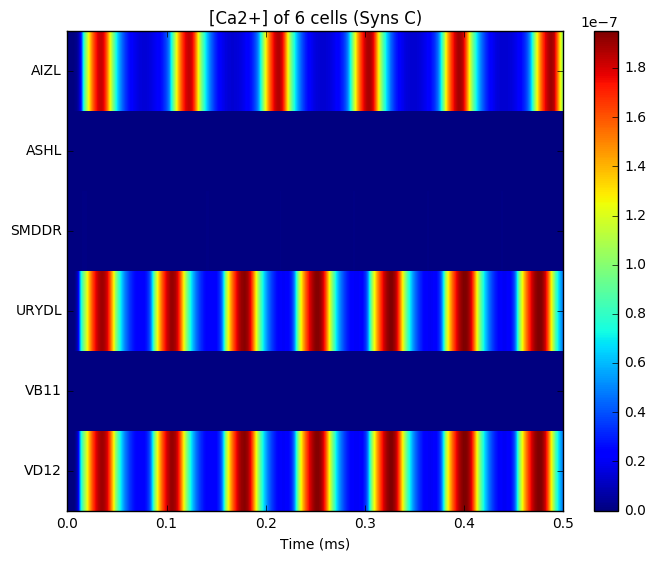 [Ca2+] of 6 cells (Syns C)
1e−7
AIZL
ASHL
SMDDR
URYDL
VB11
VD12
0.0 0.1 0.2 0.3 0.4 0.5
Time (ms)
1.8
1.6
1.4
1.2
1.0
0.8
0.6
0.4
0.2
0.0